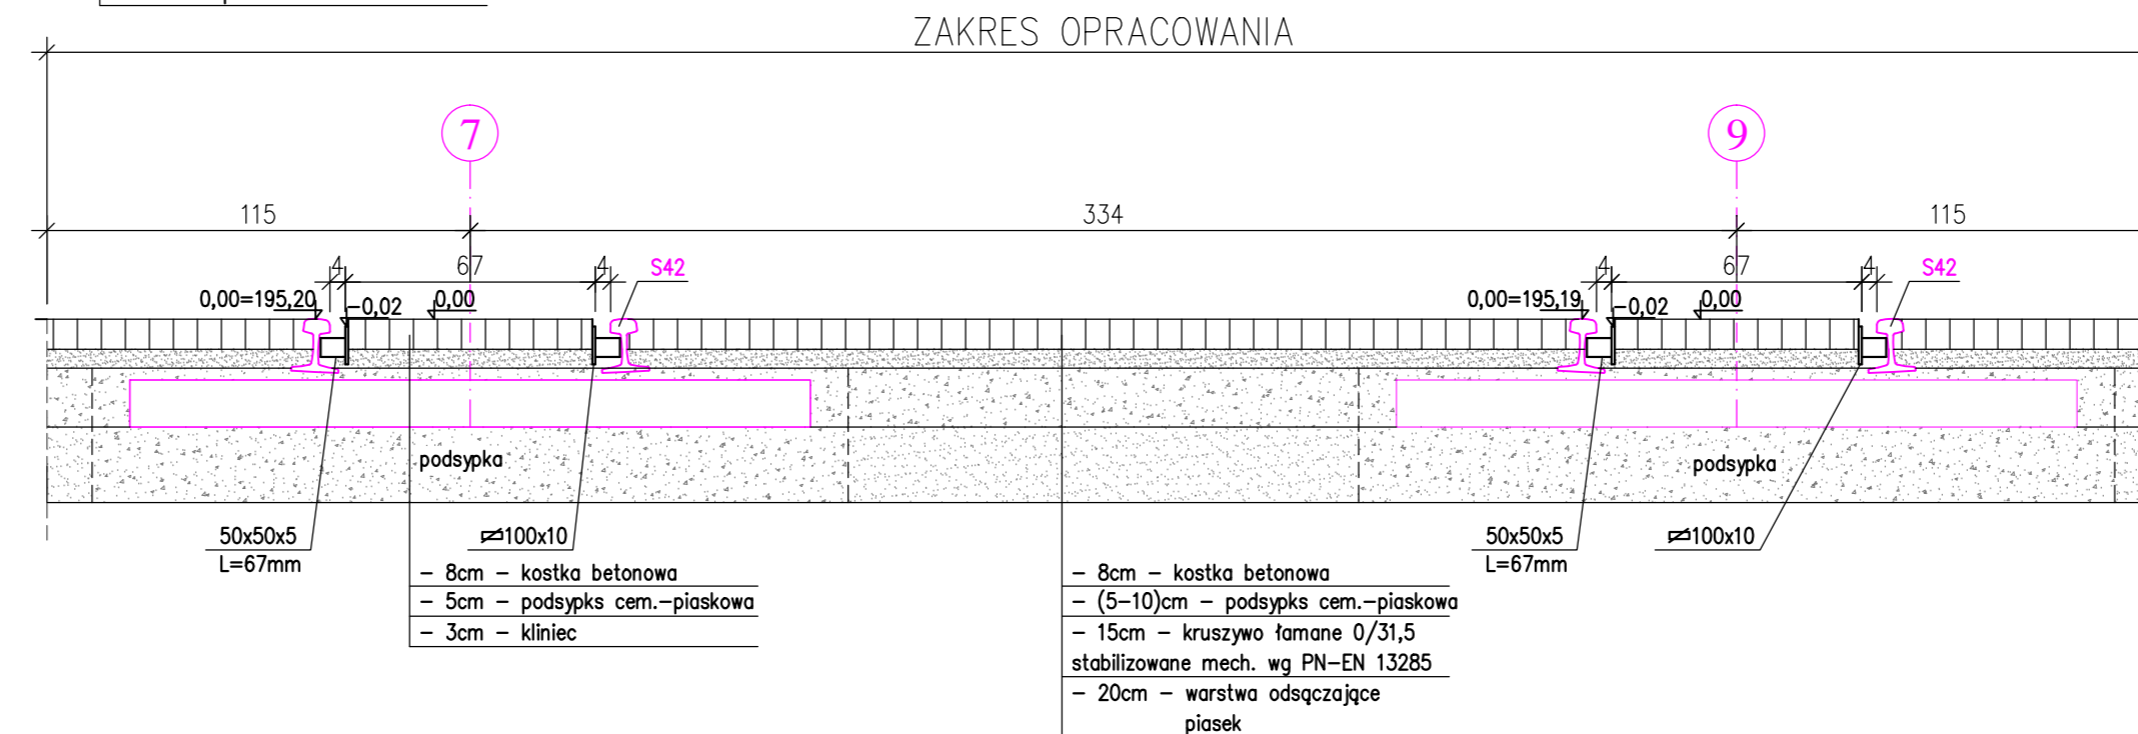 ZAKRES OPRACOWANIA
7
9
115
334
115
4
67
4
S42
4
67
4
S42
0,00=195,20
-0,02
0,00
0,00=195,19
-0,02
0,00
podsypka
podsypka
50x50x5
L=67mm
100x10
50x50x5
L=67mm
100x10
- 8cm - kostka betonowa
- 5cm - podsypks cem.-piaskowa
- 3cm - kliniec
- 8cm - kostka betonowa
- (5-10)cm - podsypks cem.-piaskowa
- 15cm - kruszywo łamane 0/31,5
stabilizowane mech. wg PN-EN 13285
- 20cm - warstwa odsączające
piasek